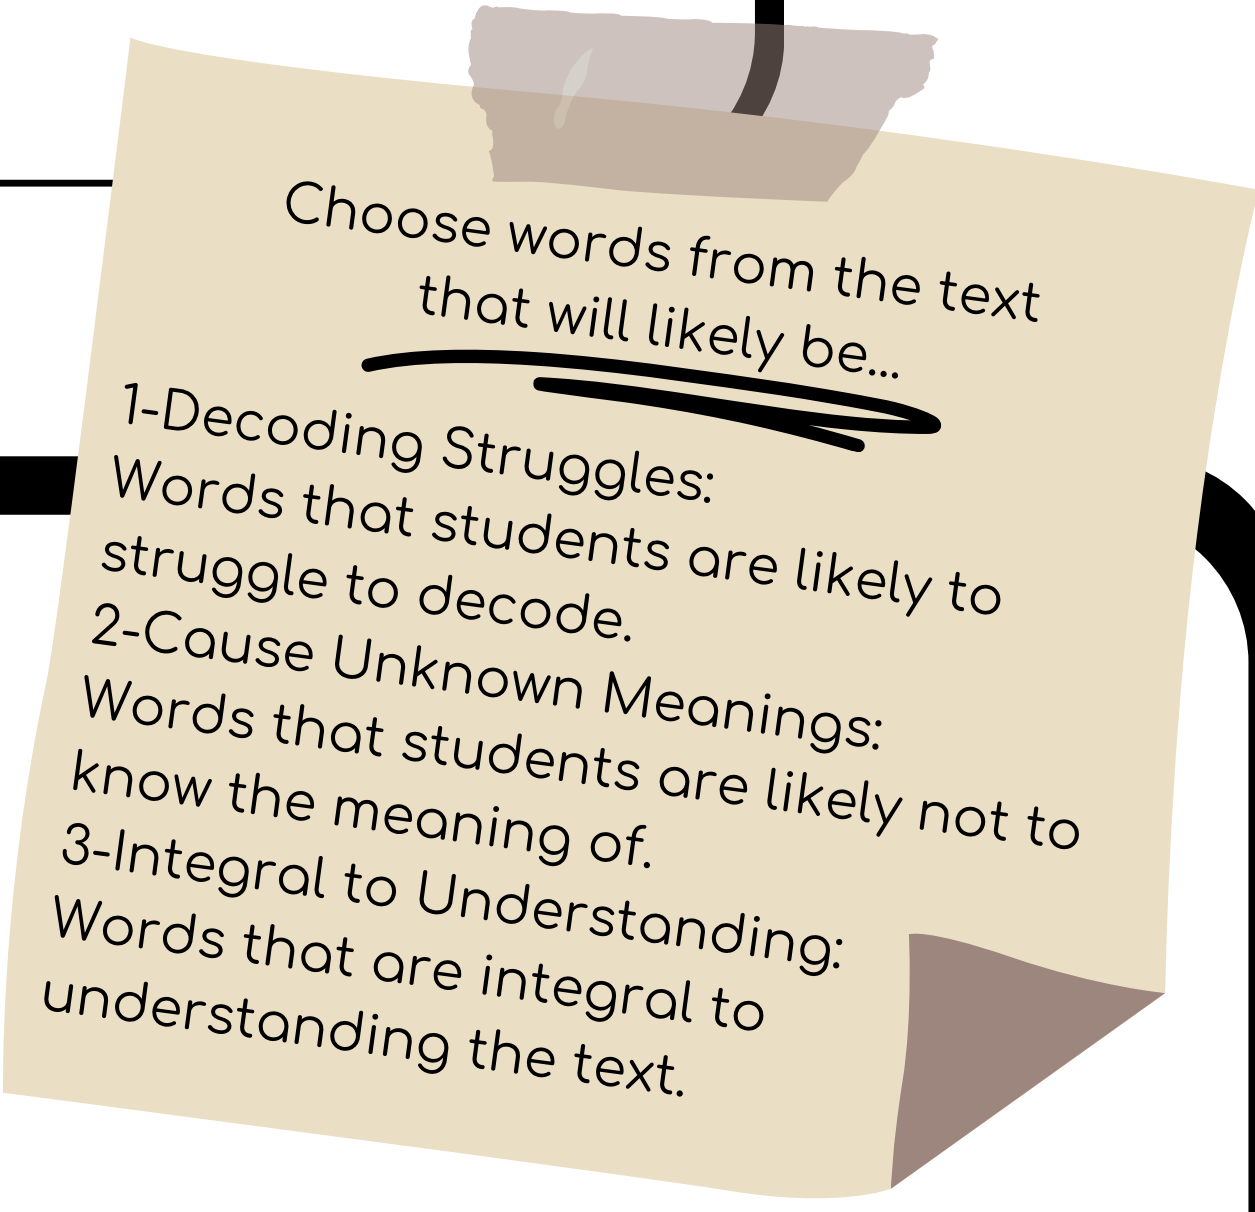 Choose words from the text
that will likely be...
1-Decoding Struggles:
Words that students are likely to
struggle to decode.
2-Cause Unknown Meanings:
Words that students are likely not to
know the meaning of.
3-Integral to Understanding:
Words that are integral to
understanding the text.